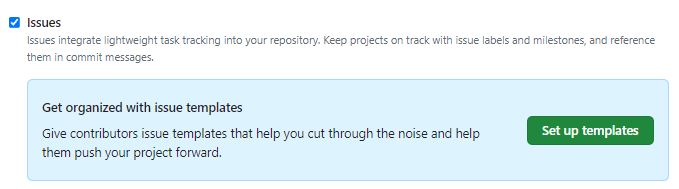 Issues
Issues integrate lightweight task tracking into your repository. Keep projects on track with issue labels and milestones, and reference
them in commit messages.
Get organized with issue templates
Give contributors issue templates that help you cut through the noise and help
them push your project forward.
Set up templates